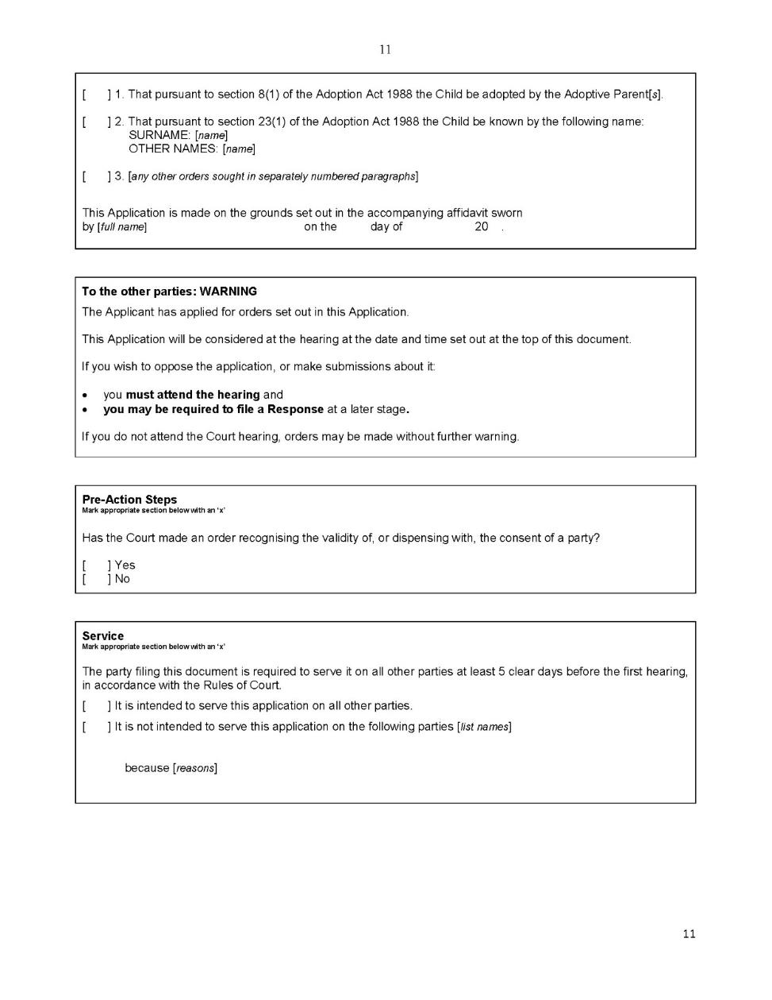 11
[ ] 1. That pursuant to section 8(1) of the Adoption Act 1988 the Child be adopted by the Adoptive Parent[s].
[ ] 2. That pursuant to section 23(1) of the Adoption Act 1988 the Child be known by the following name:
SURNAME: [name]
OTHER NAMES: [name]
[ ] 3. [any other orders sought in separately numbered paragraphs]
This Application is made on the grounds set out in the accompanying affidavit sworn
by [full name] on the day of 20 .
To the other parties: WARNING
The Applicant has applied for orders set out in this Application.
This Application will be considered at the hearing at the date and time set out at the top of this document.
If you wish to oppose the application, or make submissions about it:
• you must attend the hearing and
• you may be required to file a Response at a later stage.
If you do not attend the Court hearing, orders may be made without further warning.
Pre-Action Steps
Mark appropriate section below with an ‘x’
Has the Court made an order recognising the validity of, or dispensing with, the consent of a party?
[ ] Yes
[ ] No
Service
Mark appropriate section below with an ‘x’
The party filing this document is required to serve it on all other parties at least 5 clear days before the first hearing,
in accordance with the Rules of Court.
[ ] It is intended to serve this application on all other parties.
[ ] It is not intended to serve this application on the following parties [list names]
because [reasons]
11